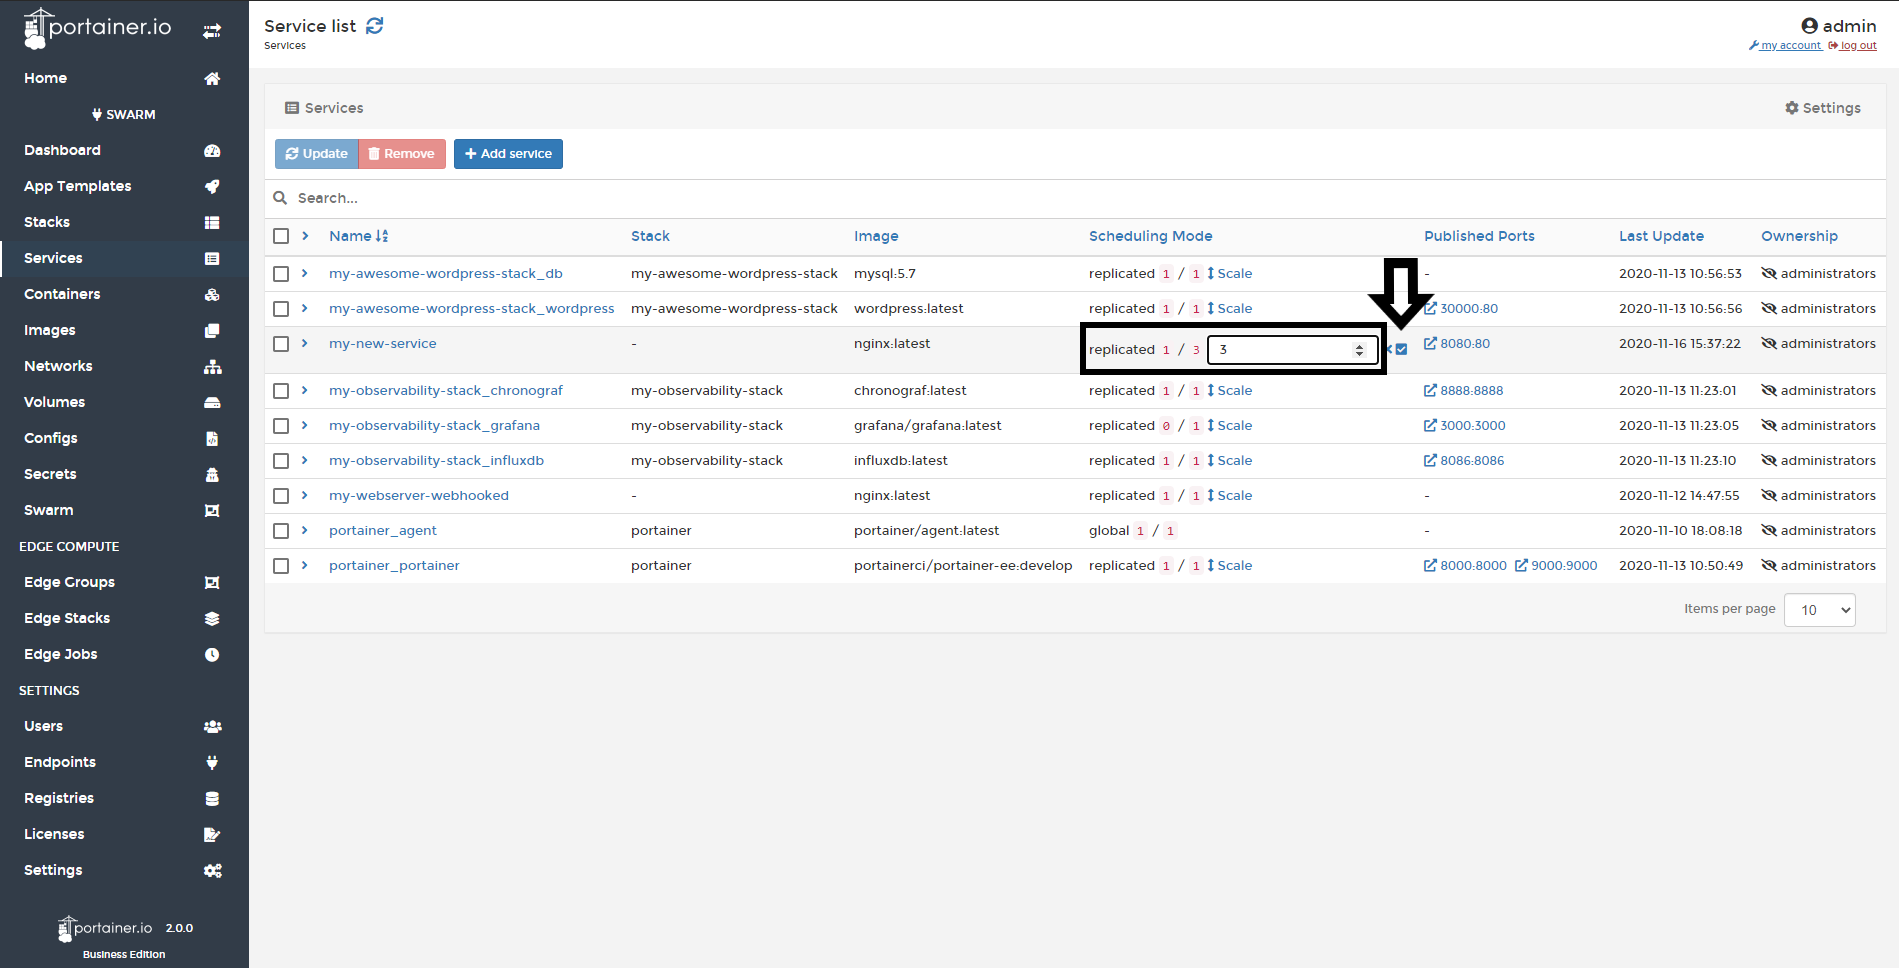 portainer.io
Home
SWARM
Dashboard
App Templates
Stacks
Services
Containers
Images
Networks
Volumes
Configs
Secrets
Swarm
EDGE COMPUTE
Edge Groups
Edge Stacks
Edge Jobs
SETTINGS
Users
Endpoints
Registries
Licenses
Settings
portainer.io 2.0.0
Business Edition
Service list
Services
admin
my account log out
Services Settings
Update Remove + Add service
Search...
Name Stack Image Scheduling Mode Published Ports Last Update Ownership
my-awesome-wordpress-stack_db my-awesome-wordpress-stack mysql:5.7 replicated 1 / 1 Scale - 2020-11-13 10:56:53 administrators
my-awesome-wordpress-stack_wordpress my-awesome-wordpress-stack wordpress:latest replicated 1 / 1 Scale 30000:80 2020-11-13 10:56:56 administrators
my-new-service - nginx:latest replicated 1 / 3 3 8080:80 2020-11-16 15:37:22 administrators
my-observability-stack_chronograf my-observability-stack chronograf:latest replicated 1 / 1 Scale 8888:8888 2020-11-13 11:23:01 administrators
my-observability-stack_grafana my-observability-stack grafana/grafana:latest replicated 0 / 1 Scale 3000:3000 2020-11-13 11:23:05 administrators
my-observability-stack_influxdb my-observability-stack influxdb:latest replicated 1 / 1 Scale 8086:8086 2020-11-13 11:23:10 administrators
my-webserver-webhooked - nginx:latest replicated 1 / 1 Scale - 2020-11-12 14:47:55 administrators
portainer_agent portainer portainer/agent:latest global 1 / 1 - 2020-11-10 18:08:18 administrators
portainer_portainer portainer portainerci/portainer-ee:develop replicated 1 / 1 Scale 8000:8000 9000:9000 2020-11-13 10:50:49 administrators
Items per page 10